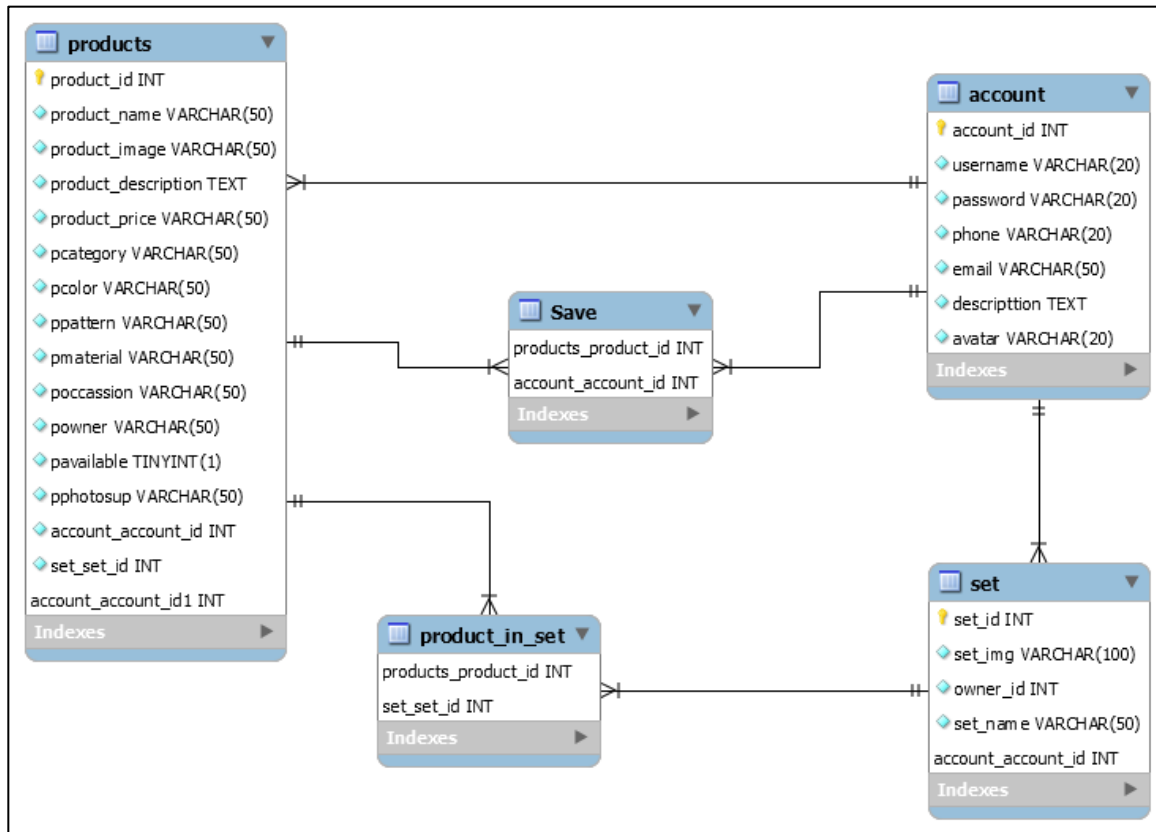 products
product_id INT
product_name VARCHAR(50)
product_image VARCHAR(50)
product_description TEXT
product_price VARCHAR(50)
pcategory VARCHAR(50)
pcolor VARCHAR(50)
ppattern VARCHAR(50)
pmaterial VARCHAR(50)
poccassion VARCHAR(50)
powner VARCHAR(50)
pavailable TINYINT(1)
pphotosup VARCHAR(50)
account_account_id INT
set_set_id INT
account_account_id1 INT
Indexes
account
account_id INT
username VARCHAR(20)
password VARCHAR(20)
phone VARCHAR(20)
email VARCHAR(50)
descripttion TEXT
avatar VARCHAR(20)
Indexes
Save
products_product_id INT
account_account_id INT
Indexes
product_in_set
products_product_id INT
set_set_id INT
Indexes
set
set_id INT
set_img VARCHAR(100)
owner_id INT
set_name VARCHAR(50)
account_account_id INT
Indexes